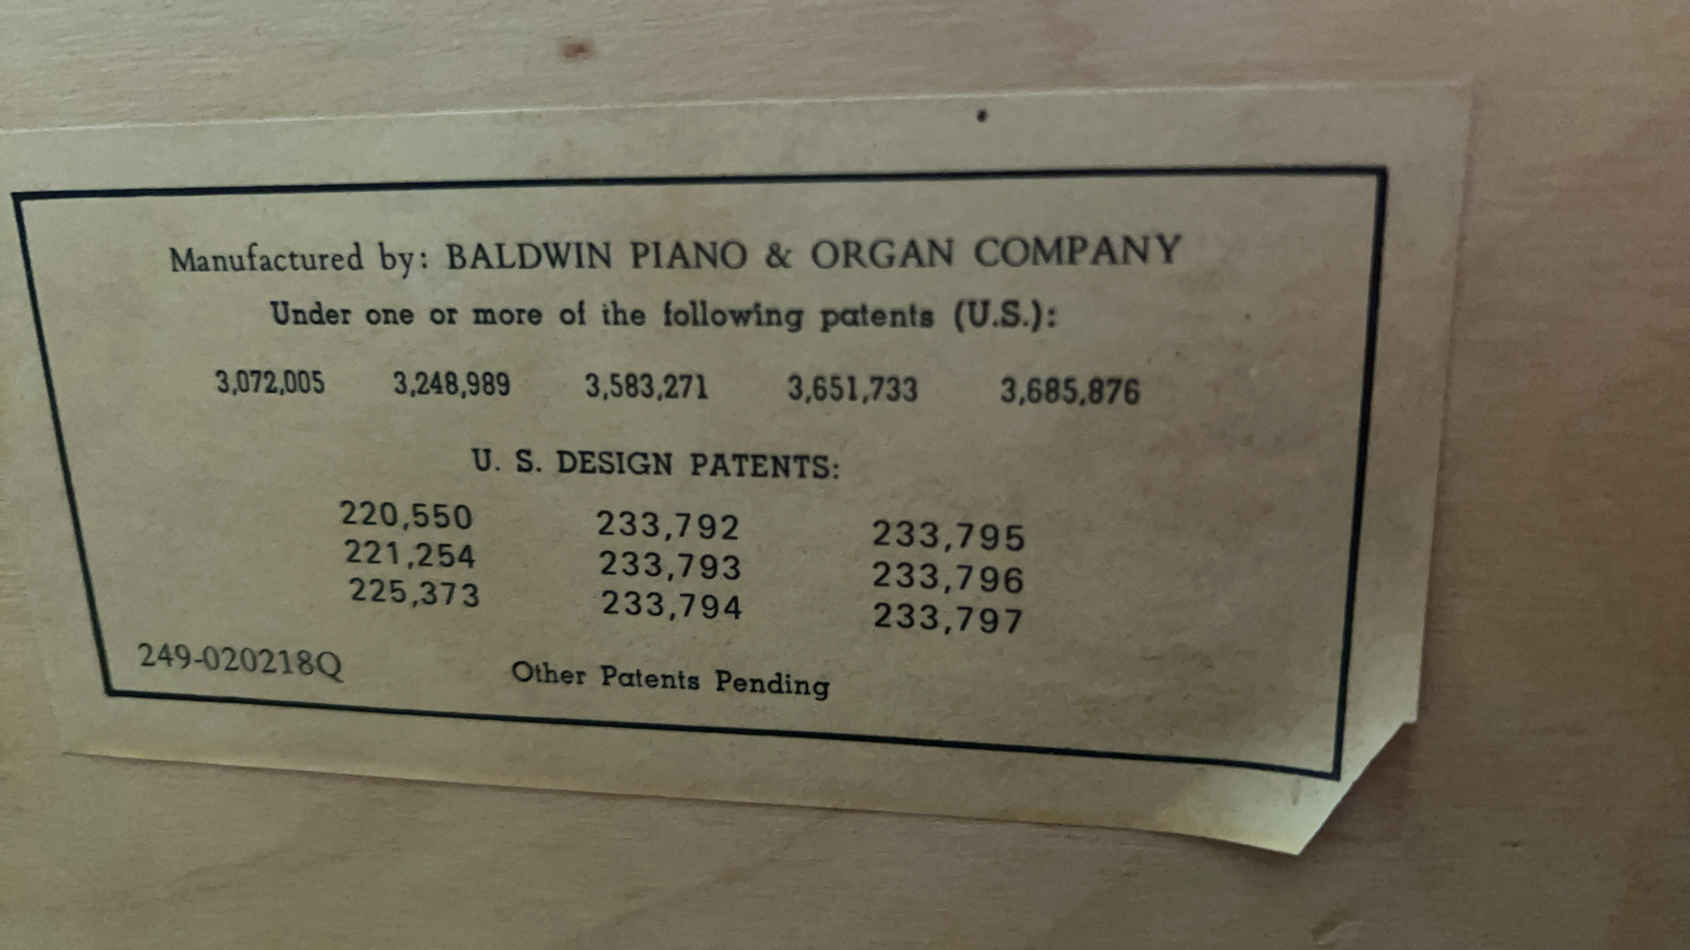 Manufactured by: BALDWIN PIANO & ORGAN COMPANY
Under one or more of the following patents (U.S.):
3,072,005 3,248,989 3,583,271 3,651,733 3,685,876
U. S. DESIGN PATENTS:
220,550 233,792 233,795
221,254 233,793 233,796
225,373 233,794 233,797
249-020218Q Other Patents Pending